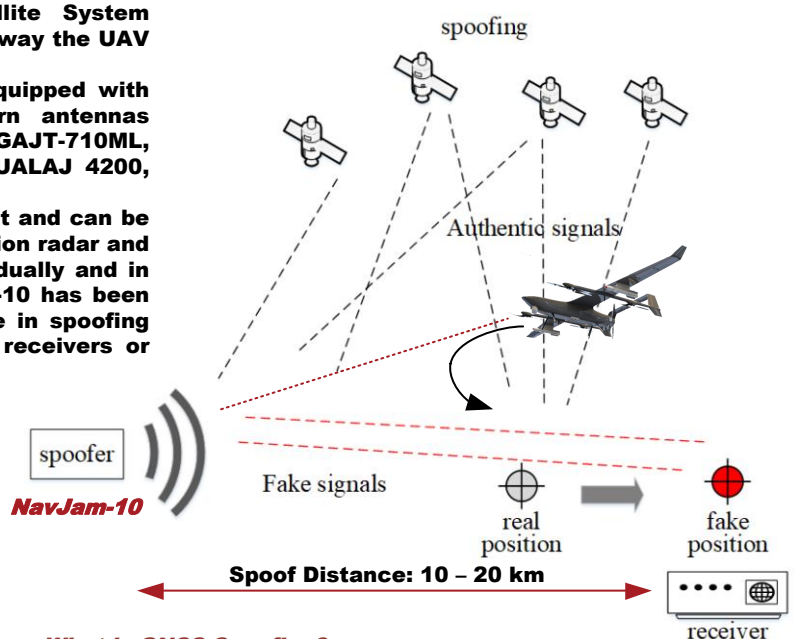 llite System
way the UAV
quipped with
rn antennas
GAJT-710ML,
JALAJ 4200,
t and can be
ion radar and
dually and in
-10 has been
e in spoofing
receivers or
spoofing
Authentic signals
spoofer
NavJam-10
Fake signals
real
position
fake
position
Spoof Distance: 10 – 20 km
receiver